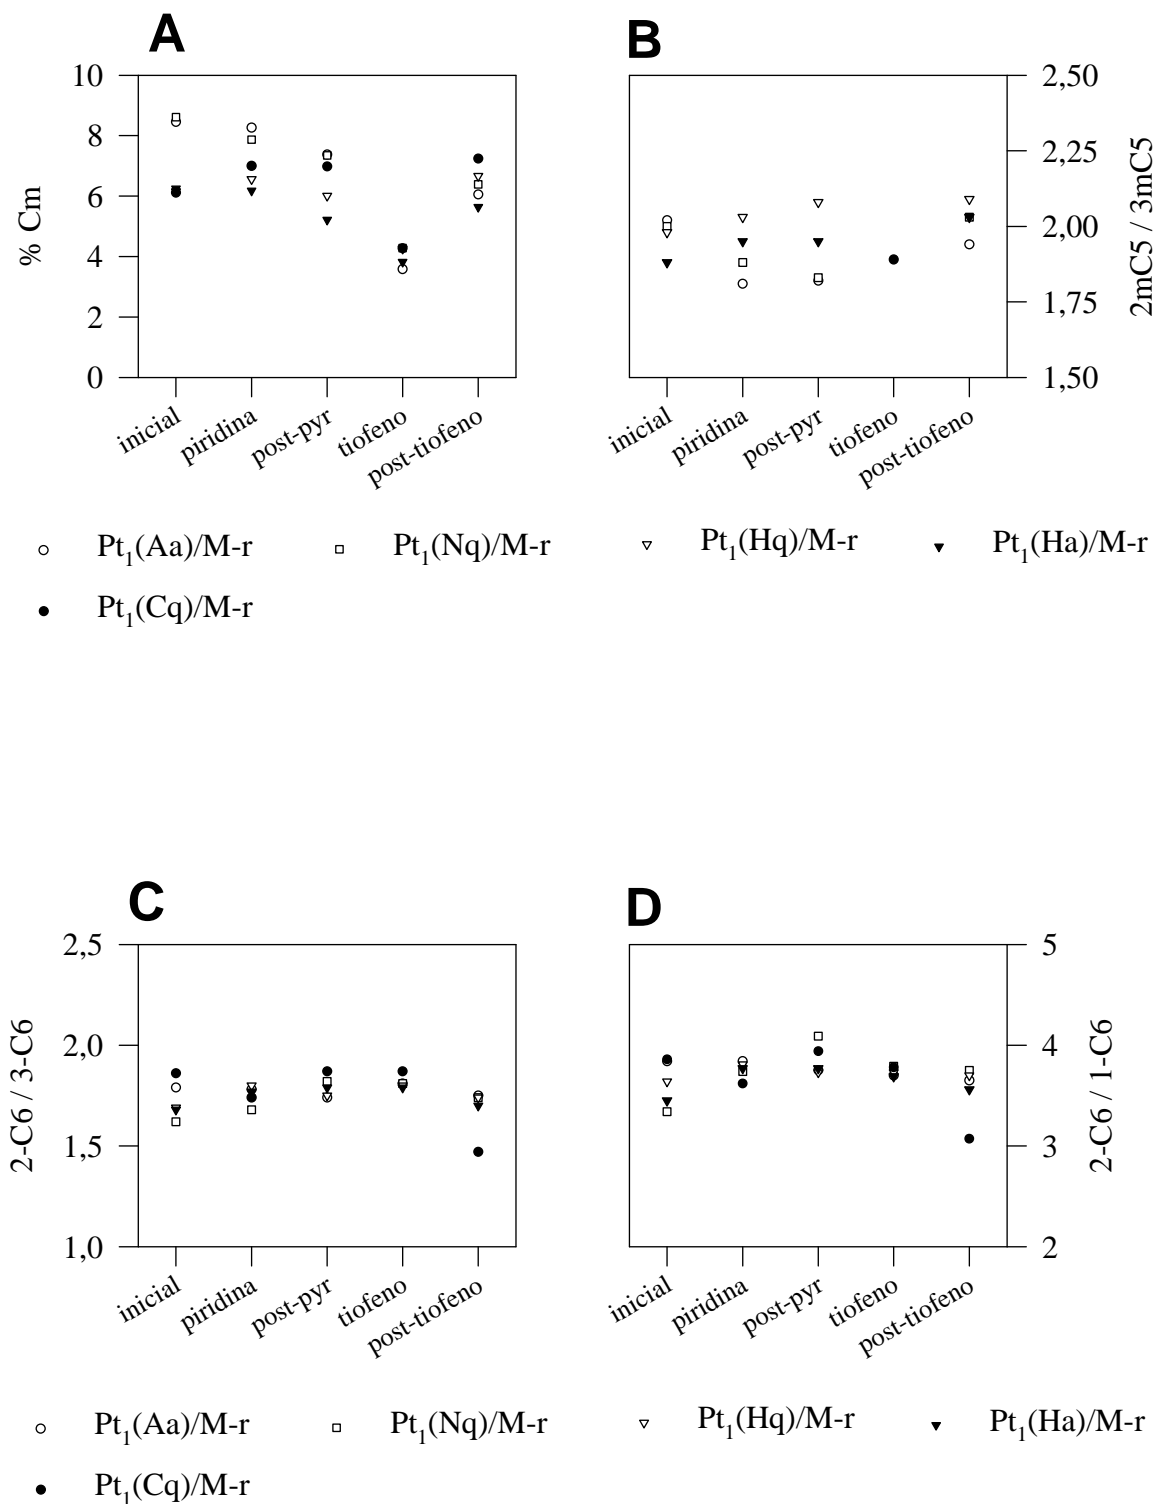 A
B
10
8
6
4
2
0
% Cm
2,50
2,25
2,00
1,75
1,50
2mC5 / 3mC5
inicial
piridina
post-pyr
tiofeno
post-tiofeno
inicial
piridina
post-pyr
tiofeno
post-tiofeno
Pt1(Aa)/M-r Pt1(Nq)/M-r Pt1(Hq)/M-r Pt1(Ha)/M-r
Pt1(Cq)/M-r
C
D
2,5
2,0
1,5
1,0
2-C6 / 3-C6
5
4
3
2
2-C6 / 1-C6
inicial
piridina
post-pyr
tiofeno
post-tiofeno
inicial
piridina
post-pyr
tiofeno
post-tiofeno
Pt1(Aa)/M-r Pt1(Nq)/M-r Pt1(Hq)/M-r Pt1(Ha)/M-r
Pt1(Cq)/M-r